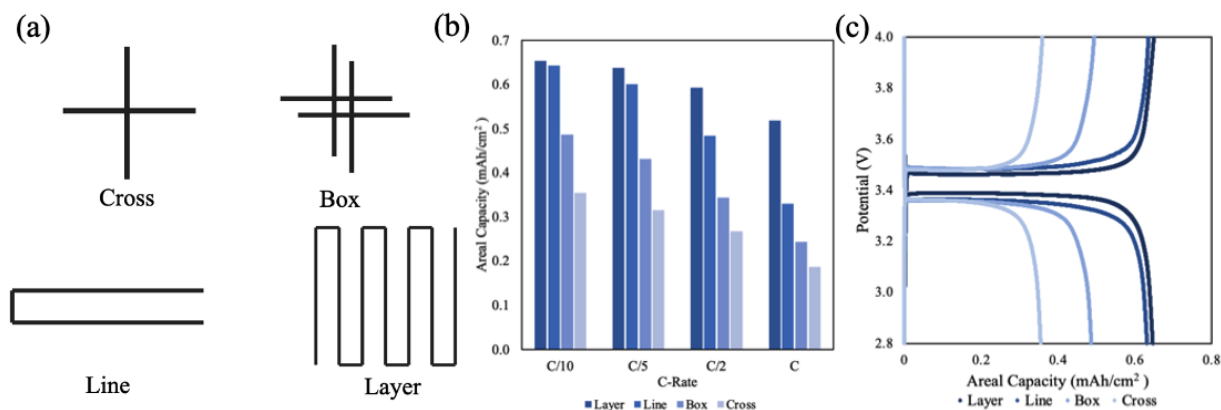 (a)
Cross
Box
Line
Layer
(b)
Areal Capacity (mAh/cm²)
0.7
0.6
0.5
0.4
0.3
0.2
0.1
0.0
C/10 C/5 C/2 C
C-Rate
Layer Line Box Cross
(c)
Potential (V)
4.0
3.8
3.6
3.4
3.2
3.0
2.8
0 0.2 0.4 0.6 0.8
Areal Capacity (mAh/cm²)
Layer Line Box Cross